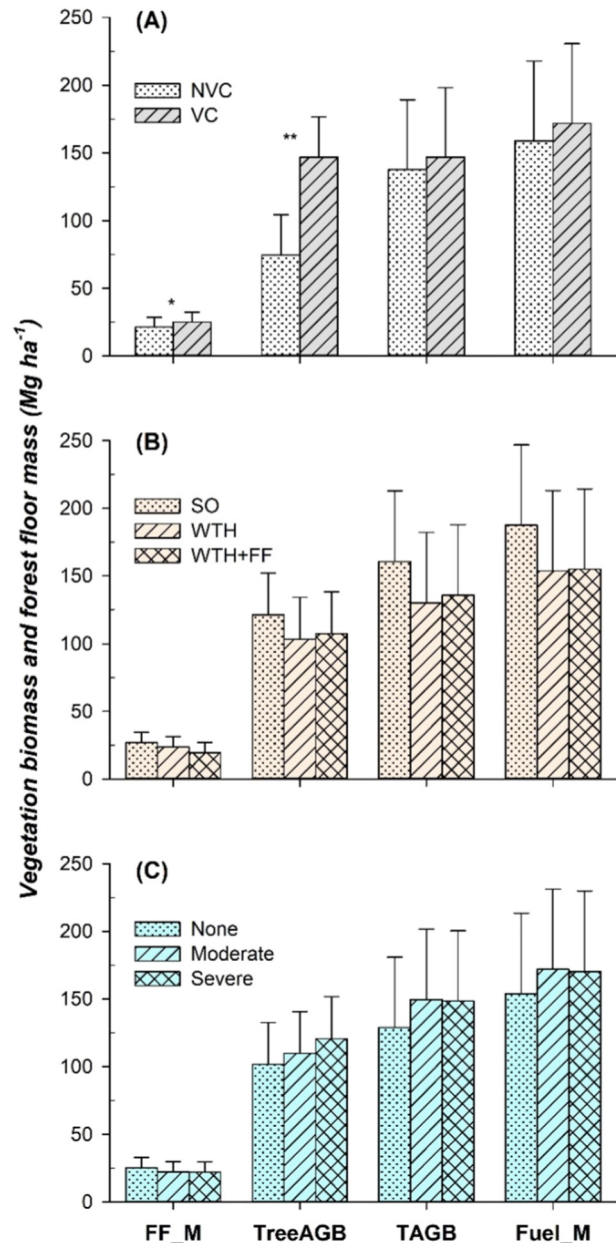 Vegetation biomass and forest floor mass (Mg ha⁻¹)
(A)
250
200
150
100
50
0
NVC
VC
*
**
(B)
250
200
150
100
50
0
SO
WTH
WTH+FF
(C)
250
200
150
100
50
0
None
Moderate
Severe
FF_M TreeAGB TAGB Fuel_M